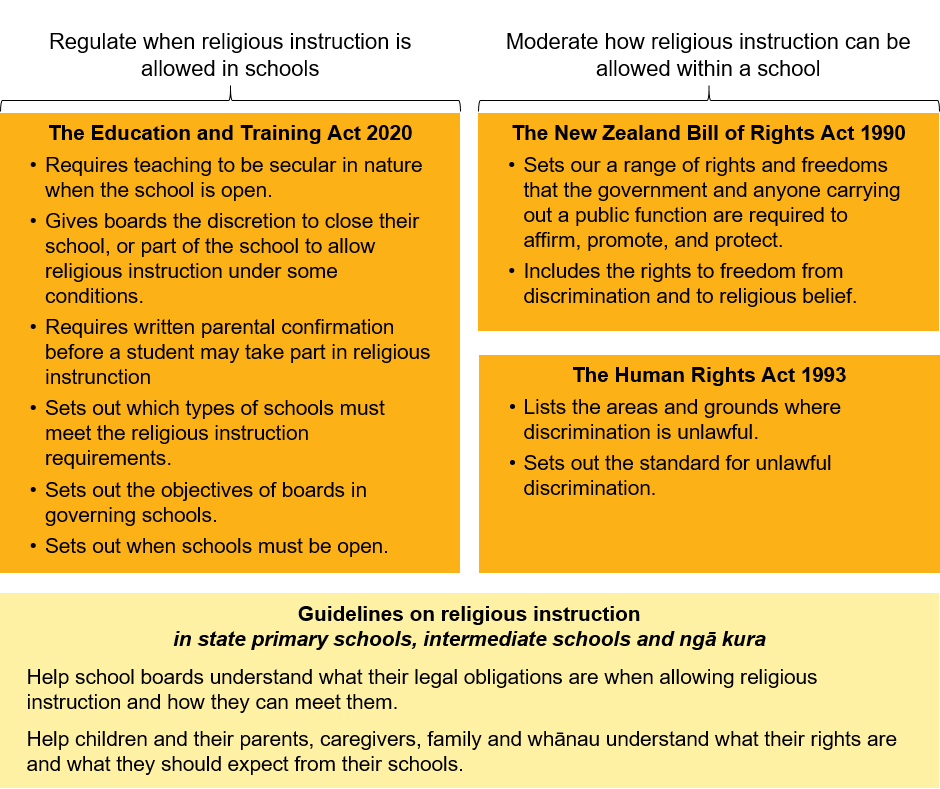 Regulate when religious instruction is
allowed in schools
The Education and Training Act 2020
• Requires teaching to be secular in nature
when the school is open.
• Gives boards the discretion to close their
school, or part of the school to allow
religious instruction under some
conditions.
• Requires written parental confirmation
before a student may take part in religious
instrunction
• Sets out which types of schools must
meet the religious instruction
requirements.
• Sets out the objectives of boards in
governing schools.
• Sets out when schools must be open.
Moderate how religious instruction can be
allowed within a school
The New Zealand Bill of Rights Act 1990
• Sets our a range of rights and freedoms
that the government and anyone carrying
out a public function are required to
affirm, promote, and protect.
• Includes the rights to freedom from
discrimination and to religious belief.
The Human Rights Act 1993
• Lists the areas and grounds where
discrimination is unlawful.
• Sets out the standard for unlawful
discrimination.
Guidelines on religious instruction
in state primary schools, intermediate schools and ngā kura
Help school boards understand what their legal obligations are when allowing religious
instruction and how they can meet them.
Help children and their parents, caregivers, family and whānau understand what their rights are
and what they should expect from their schools.